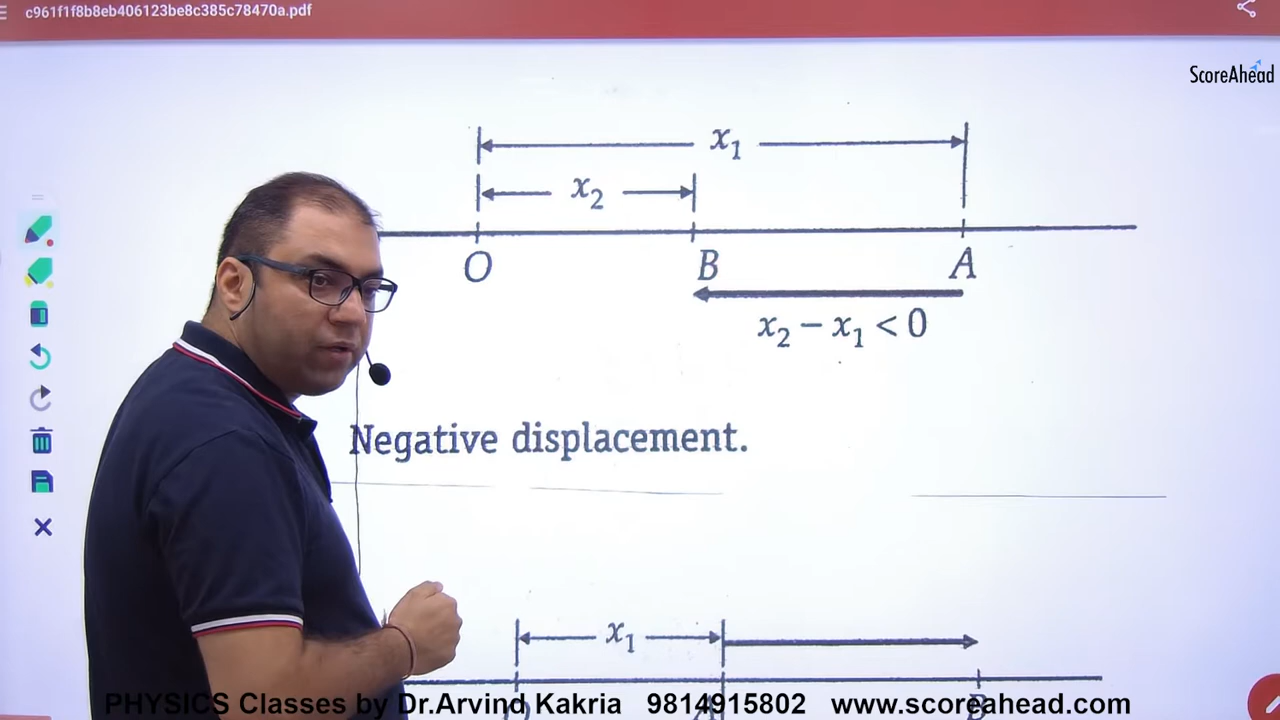 c961f1f8b8eb406123be8c385c78470a.pdf
ScoreAhead
x₁
x₂
O B A
x₂ – x₁ < 0
Negative displacement.
x₁
PHYSICS Classes by Dr.Arvind Kakria 9814915802 www.scoreahead.com